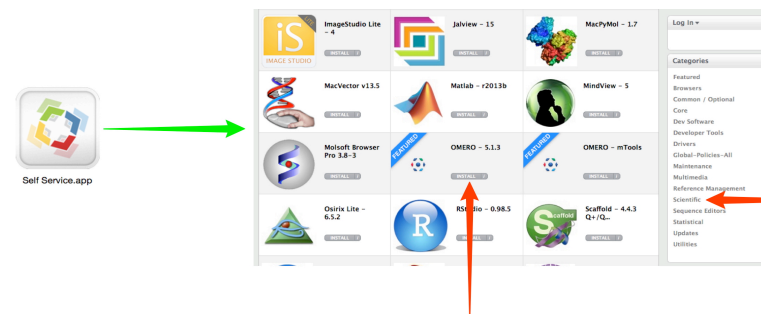 Self Service.app
iS
Lite
IMAGE STUDIO
ImageStudio Lite
- 4
INSTALL
Jalview - 15
INSTALL
MacPyMol - 1.7
INSTALL
MacVector v13.5
INSTALL
Matlab - r2013b
INSTALL
MindView - 5
INSTALL
Molsoft Browser
Pro 3.8-3
INSTALL
FEATURED
OMERO - 5.1.3
INSTALL
FEATURED
OMERO - mTools
INSTALL
Osirix Lite -
6.5.2
INSTALL
R
RStudio - 0.98.5
INSTALL
S
Scaffold
Scaffold - 4.4.3
Q+/Q...
INSTALL
Log In
Categories
Featured
Browsers
Common / Optional
Core
Dev Software
Developer Tools
Drivers
Global-Policies-All
Maintenance
Multimedia
Reference Management
Scientific
Sequence Editors
Statistical
Updates
Utilities